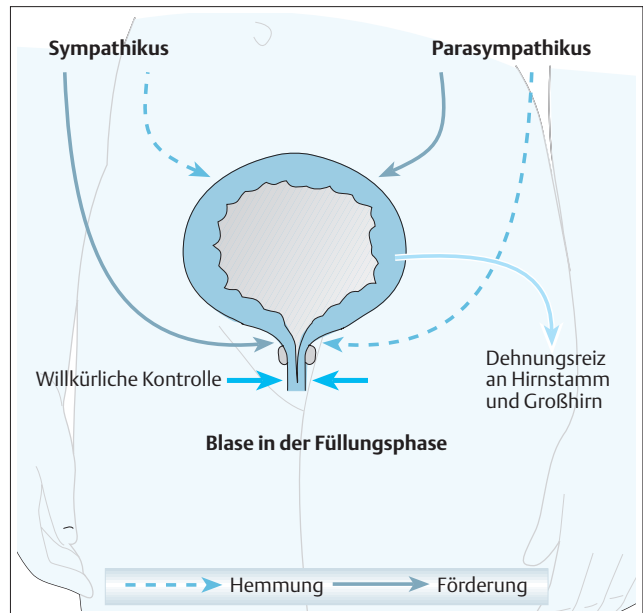 Sympathikus
Parasympathikus
Willkürliche Kontrolle
Dehnungsreiz
an Hirnstamm
und Großhirn
Blase in der Füllungsphase
Hemmung
Förderung